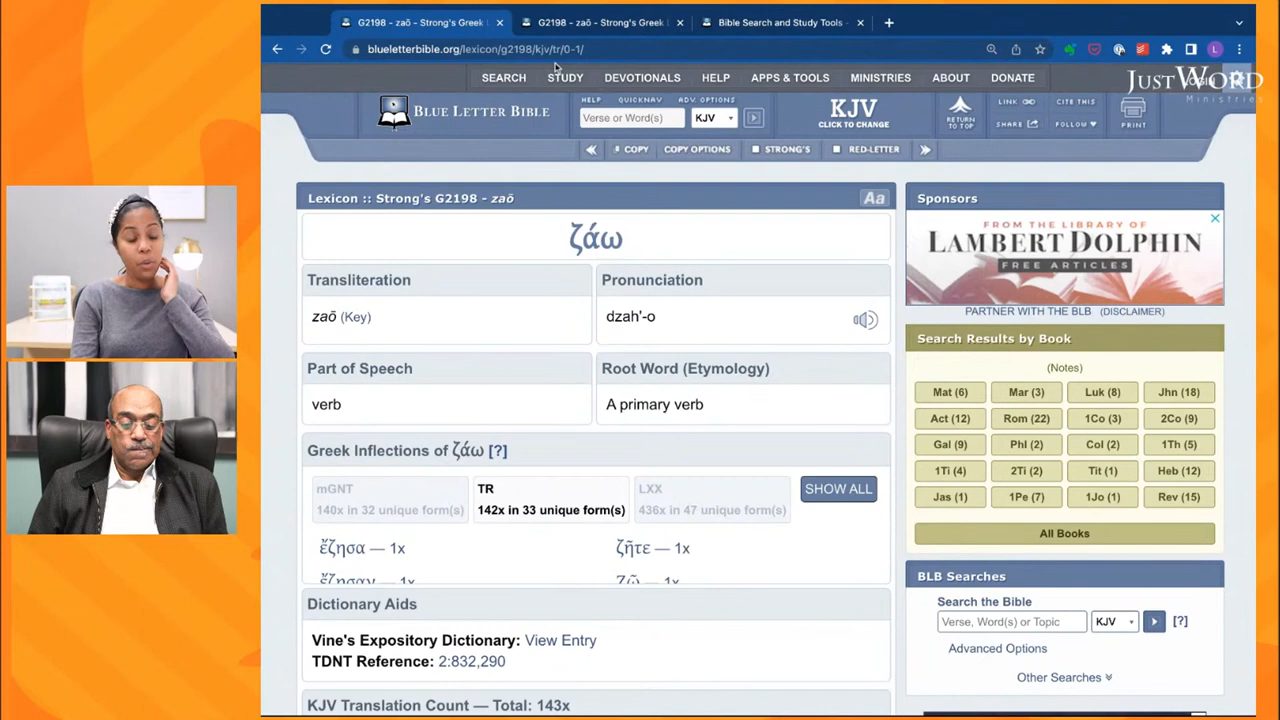 G2198 - zaō - Strong's Greek
G2198 - zaō - Strong's Greek
Bible Search and Study Tools -
blueletterbible.org/lexicon/g2198/kjv/tr/0-1/
L
SEARCH STUDY DEVOTIONALS HELP APPS & TOOLS MINISTRIES ABOUT DONATE
JUSTWORD
Ministries
BLUE LETTER BIBLE
HELP QUICKNAV ADV. OPTIONS
Verse or Word(s) KJV
KJV
CLICK TO CHANGE
RETURN
TO TOP
LINK CITE THIS
SHARE FOLLOW
PRINT
COPY COPY OPTIONS STRONG'S RED-LETTER
Lexicon :: Strong's G2198 - zaō
Aa
ζάω
Transliteration
zaō (Key)
Pronunciation
dzah'-o
Part of Speech
verb
Root Word (Etymology)
A primary verb
Greek Inflections of ζάω [?]
mGNT
140x in 32 unique form(s)
TR
142x in 33 unique form(s)
LXX
436x in 47 unique form(s)
SHOW ALL
ἔζησα — 1x
ζῆτε — 1x
ἔζησαν — 1x
Ζῶ — 1x
Dictionary Aids
Vine's Expository Dictionary: View Entry
TDNT Reference: 2:832,290
KJV Translation Count — Total: 143x
Sponsors
FROM THE LIBRARY OF
LAMBERT DOLPHIN
FREE ARTICLES
PARTNER WITH THE BLB (DISCLAIMER)
Search Results by Book
(Notes)
Mat (6) Mar (3) Luk (8) Jhn (18)
Act (12) Rom (22) 1Co (3) 2Co (9)
Gal (9) Phl (2) Col (2) 1Th (5)
1Ti (4) 2Ti (2) Tit (1) Heb (12)
Jas (1) 1Pe (7) 1Jo (1) Rev (15)
All Books
BLB Searches
Search the Bible
Verse, Word(s) or Topic KJV [?]
Advanced Options
Other Searches